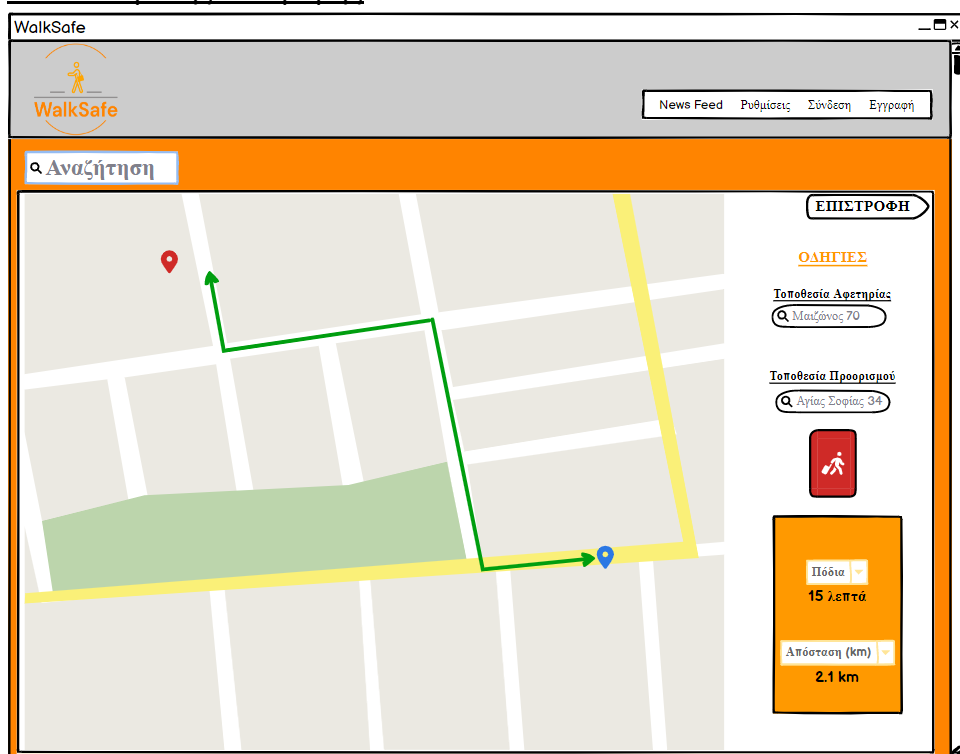 WalkSafe
WalkSafe
News Feed Ρυθμίσεις Σύνδεση Εγγραφή
Αναζήτηση
ΕΠΙΣΤΡΟΦΗ
ΟΔΗΓΙΕΣ
Τοποθεσία Αφετηρίας
Μαιζώνος 70
Τοποθεσία Προορισμού
Αγίας Σοφίας 34
Πόδια
15 λεπτά
Απόσταση (km)
2.1 km